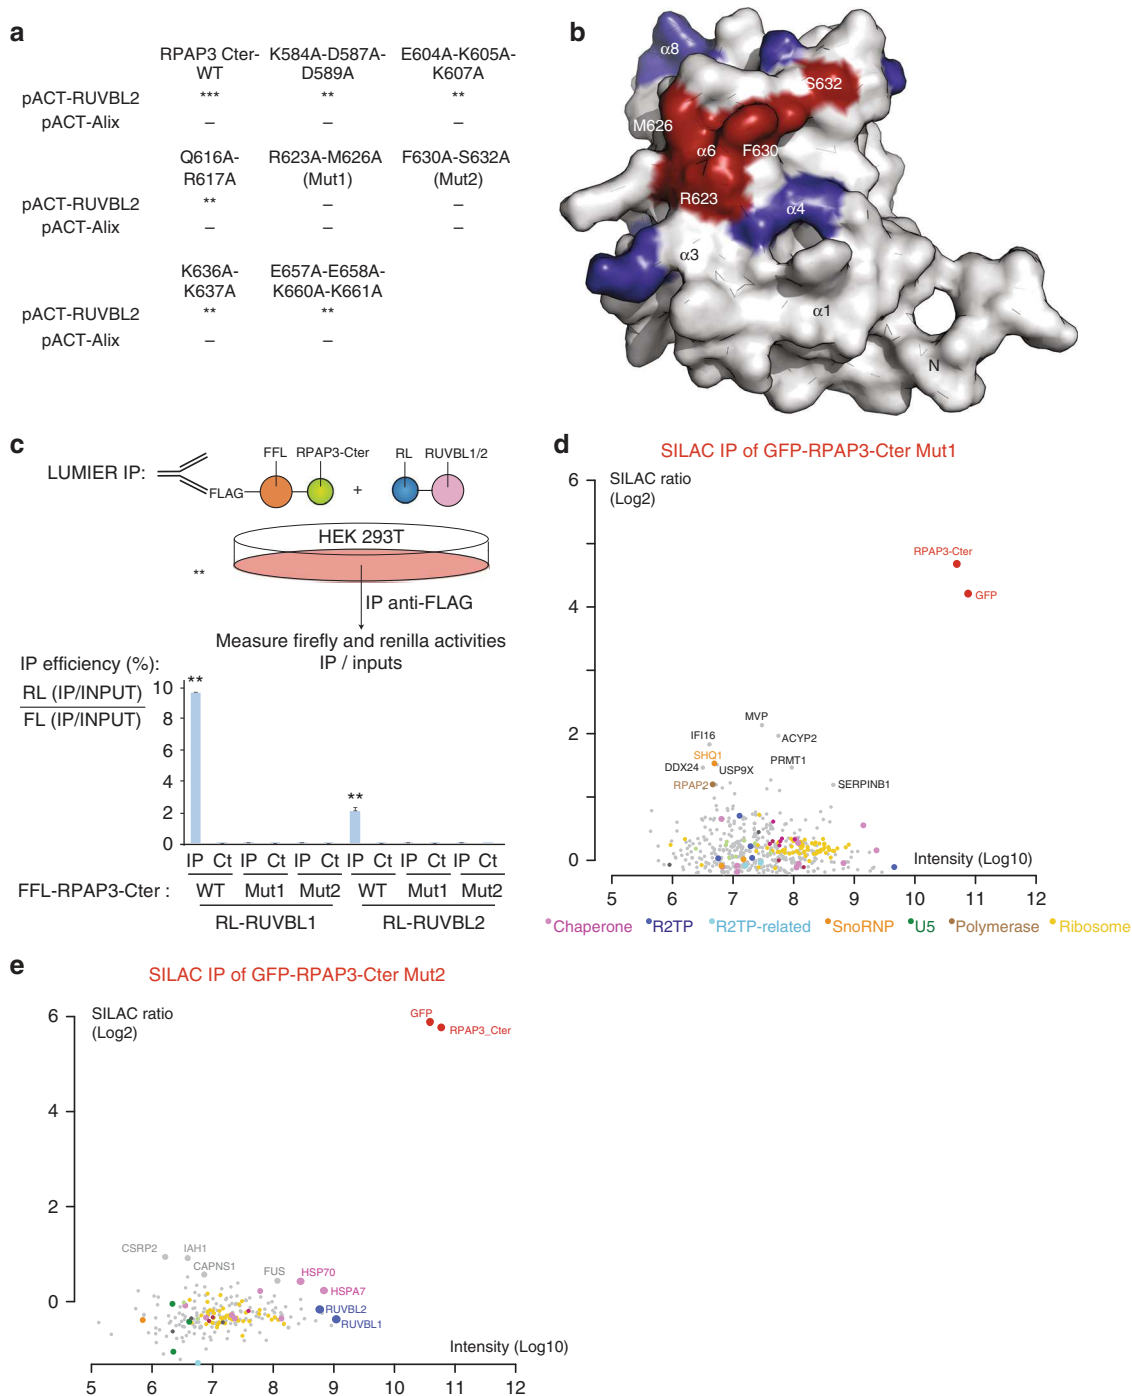 a
RPAP3 Cter-WT K584A-D587A-D589A E604A-K605A-K607A
pACT-RUVBL2 *** ** **
pACT-Alix – – –
Q616A-R617A R623A-M626A (Mut1) F630A-S632A (Mut2)
pACT-RUVBL2 ** – –
pACT-Alix – – –
K636A-K637A E657A-E658A-K660A-K661A
pACT-RUVBL2 ** **
pACT-Alix – –
b
α8
S632
M626
α6
F630
R623
α4
α3
α1
N
c
LUMIER IP:
FFL RPAP3-Cter RL RUVBL1/2
FLAG
+
HEK 293T
**
IP anti-FLAG
Measure firefly and renilla activities
IP / inputs
IP efficiency (%):
RL (IP/INPUT)
FL (IP/INPUT)
10
8
6
4
2
0
**
**
IP Ct IP Ct IP Ct IP Ct IP Ct IP Ct
FFL-RPAP3-Cter : WT Mut1 Mut2 WT Mut1 Mut2
RL-RUVBL1 RL-RUVBL2
d
SILAC IP of GFP-RPAP3-Cter Mut1
SILAC ratio
(Log2)
6
4
2
0
RPAP3-Cter
GFP
MVP
IFI16
ACYP2
SHQ1
DDX24
USP9X
PRMT1
RPAP2
SERPINB1
Intensity (Log10)
5 6 7 8 9 10 11 12
Chaperone R2TP R2TP-related SnoRNP U5 Polymerase Ribosome
e
SILAC IP of GFP-RPAP3-Cter Mut2
SILAC ratio
(Log2)
6
4
2
0
GFP
RPAP3_Cter
CSRP2
IAH1
CAPNS1
FUS
HSP70
HSPA7
RUVBL2
RUVBL1
Intensity (Log10)
5 6 7 8 9 10 11 12